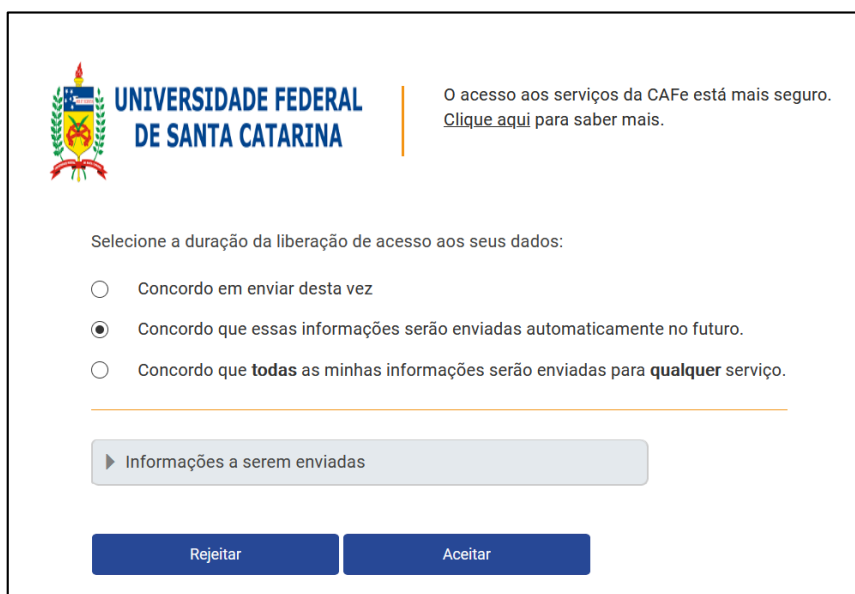 UNIVERSIDADE FEDERAL
DE SANTA CATARINA
O acesso aos serviços da CAFe está mais seguro.
Clique aqui para saber mais.
Selecione a duração da liberação de acesso aos seus dados:
Concordo em enviar desta vez
Concordo que essas informações serão enviadas automaticamente no futuro.
Concordo que todas as minhas informações serão enviadas para qualquer serviço.
Informações a serem enviadas
Rejeitar
Aceitar